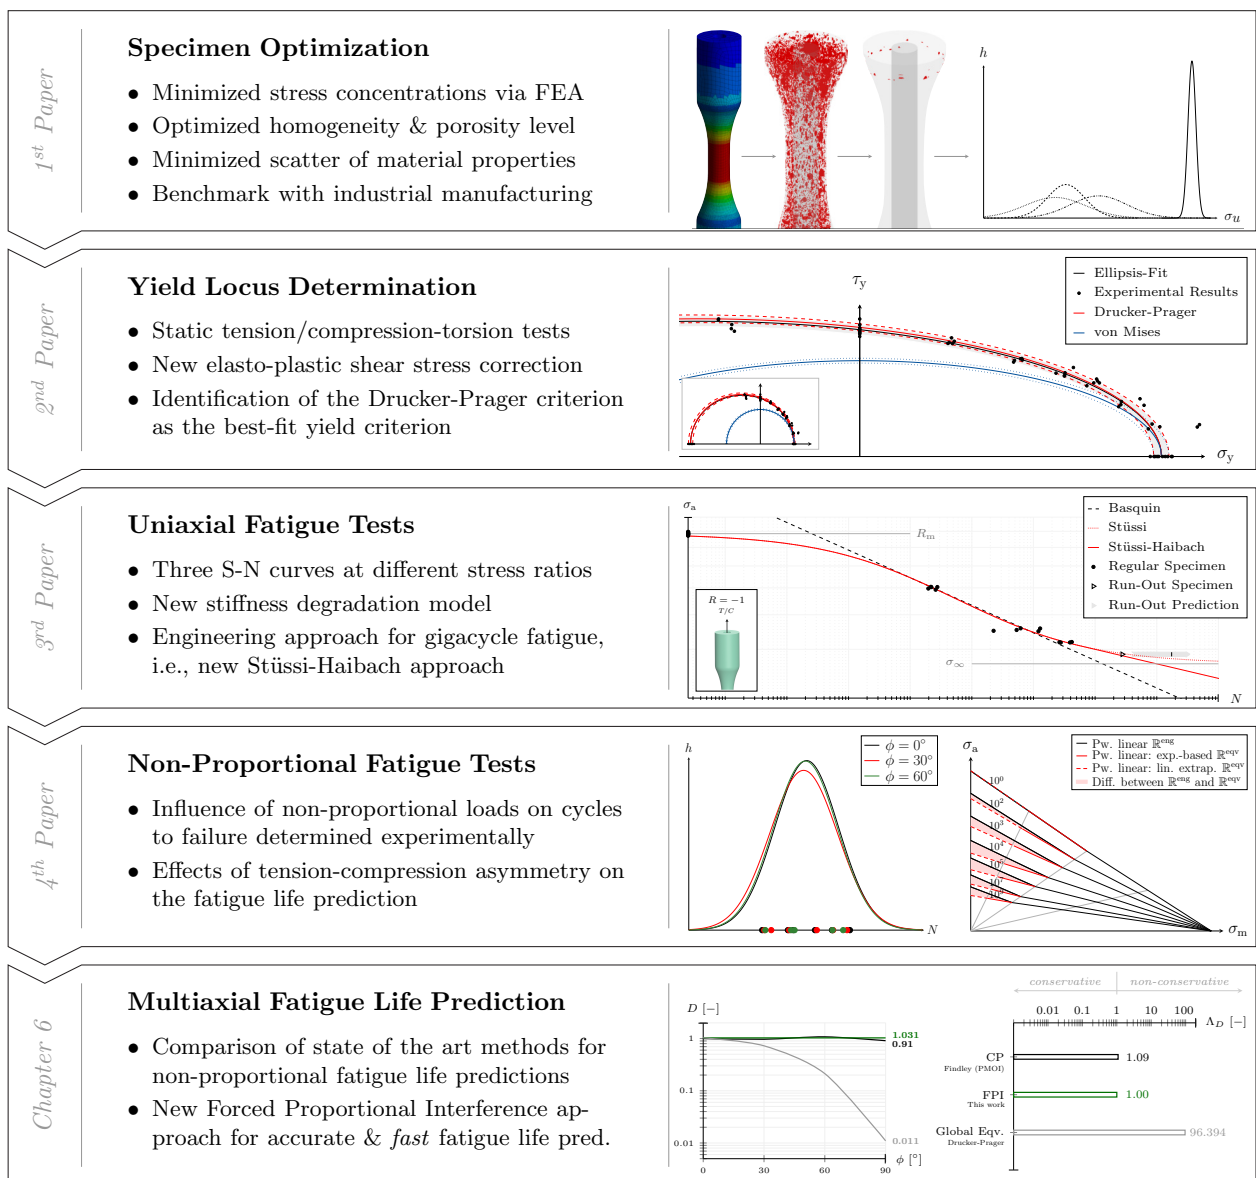 1st Paper
Specimen Optimization
• Minimized stress concentrations via FEA
• Optimized homogeneity & porosity level
• Minimized scatter of material properties
• Benchmark with industrial manufacturing
h
σu
2nd Paper
Yield Locus Determination
• Static tension/compression-torsion tests
• New elasto-plastic shear stress correction
• Identification of the Drucker-Prager criterion
as the best-fit yield criterion
τy
σy
Ellipsis-Fit
Experimental Results
Drucker-Prager
von Mises
3rd Paper
Uniaxial Fatigue Tests
• Three S-N curves at different stress ratios
• New stiffness degradation model
• Engineering approach for gigacycle fatigue,
i.e., new Stüssi-Haibach approach
σa
Rm
R = −1
T/C
σ∞
N
Basquin
Stüssi
Stüssi-Haibach
Regular Specimen
Run-Out Specimen
Run-Out Prediction
4th Paper
Non-Proportional Fatigue Tests
• Influence of non-proportional loads on cycles
to failure determined experimentally
• Effects of tension-compression asymmetry on
the fatigue life prediction
h
N
ϕ = 0°
ϕ = 30°
ϕ = 60°
σa
σm
Pw. linear ℝeng
Pw. linear: exp.-based ℝeqv
Pw. linear: lin. extrap. ℝeqv
Diff. between ℝeng and ℝeqv
10⁰
10²
10³
10⁴
Chapter 6
Multiaxial Fatigue Life Prediction
• Comparison of state of the art methods for
non-proportional fatigue life predictions
• New Forced Proportional Interference ap-
proach for accurate & fast fatigue life pred.
D [−]
1
0.1
0.01
0
30
60
90
ϕ [°]
1.031
0.91
0.011
conservative
non-conservative
0.01
0.1
1
10
100
ΛD [−]
CP
Findley (PMOI)
1.09
FPI
This work
1.00
Global Eqv.
Drucker-Prager
96.394